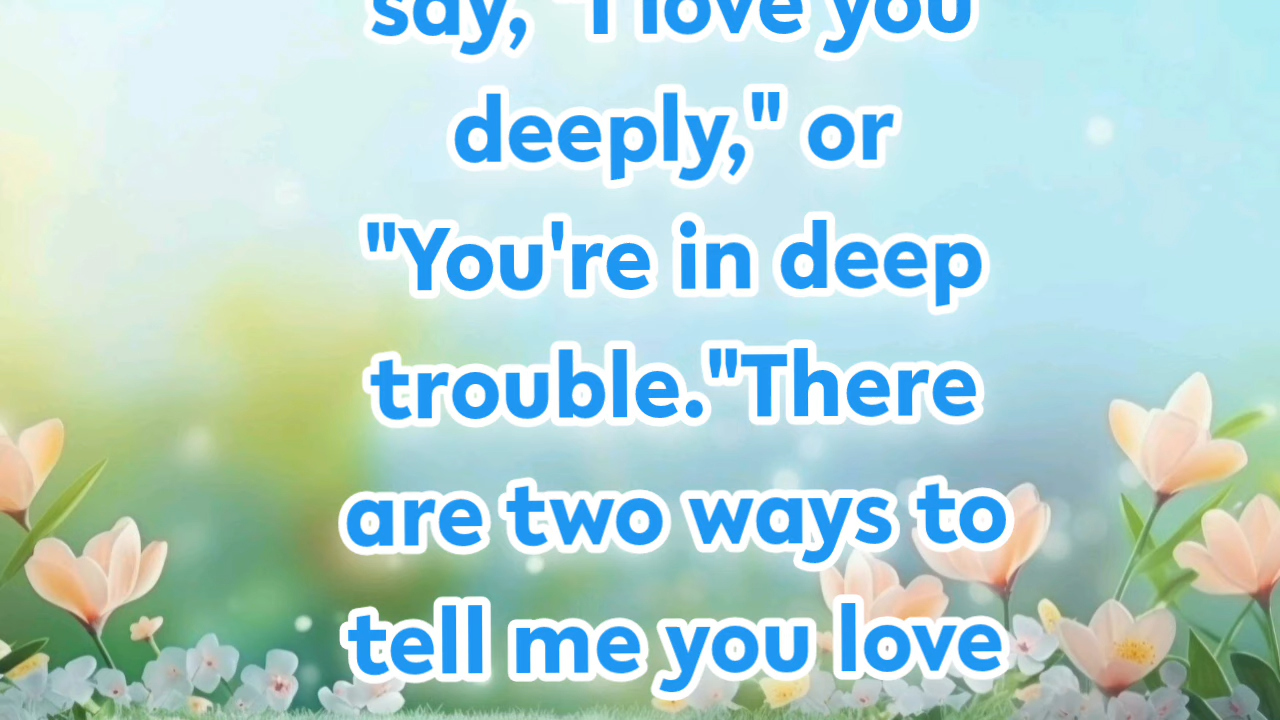 say, "I love you
deeply," or
"You're in deep
trouble."There
are two ways to
tell me you love